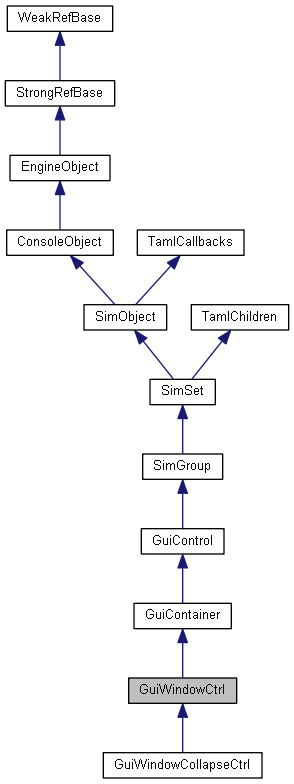 WeakRefBase
StrongRefBase
EngineObject
ConsoleObject
TamlCallbacks
SimObject
TamlChildren
SimSet
SimGroup
GuiControl
GuiContainer
GuiWindowCtrl
GuiWindowCollapseCtrl